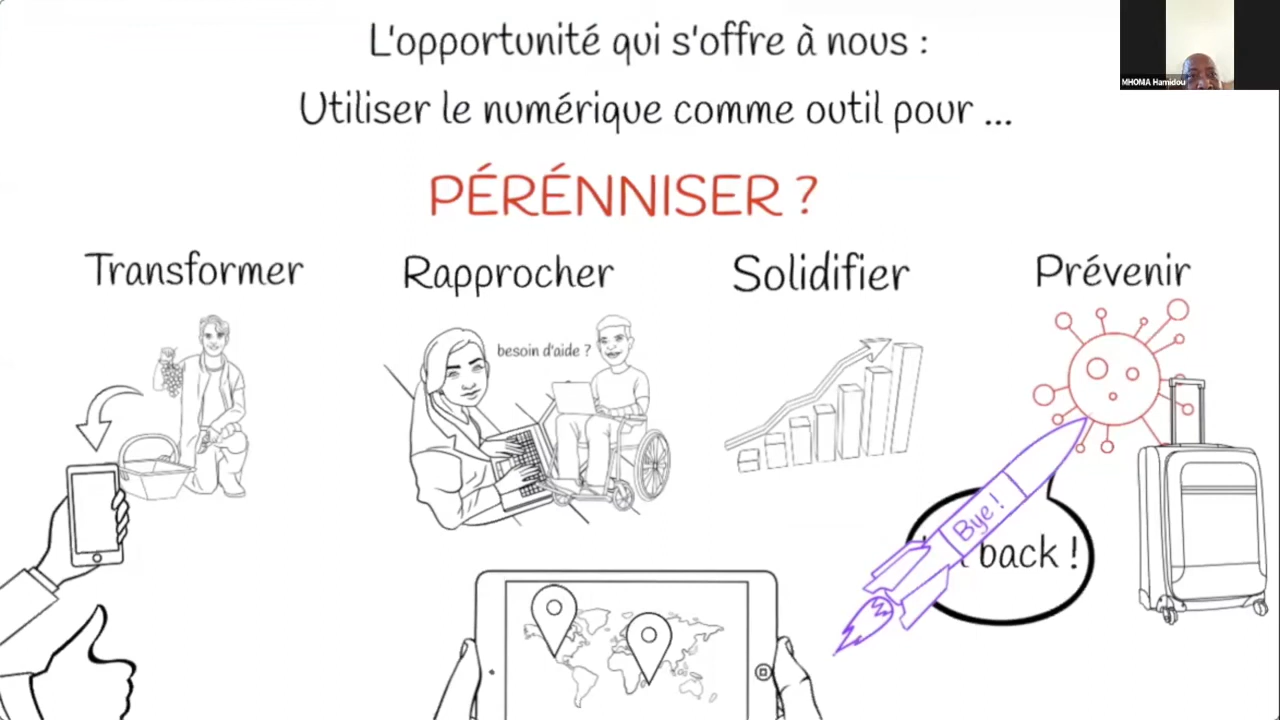 L'opportunité qui s'offre à nous :
Utiliser le numérique comme outil pour ...
PÉRÉNNISER ?
Transformer
Rapprocher
Solidifier
Prévenir
besoin d'aide ?
Bye !
back !
MHOMA Hamidou